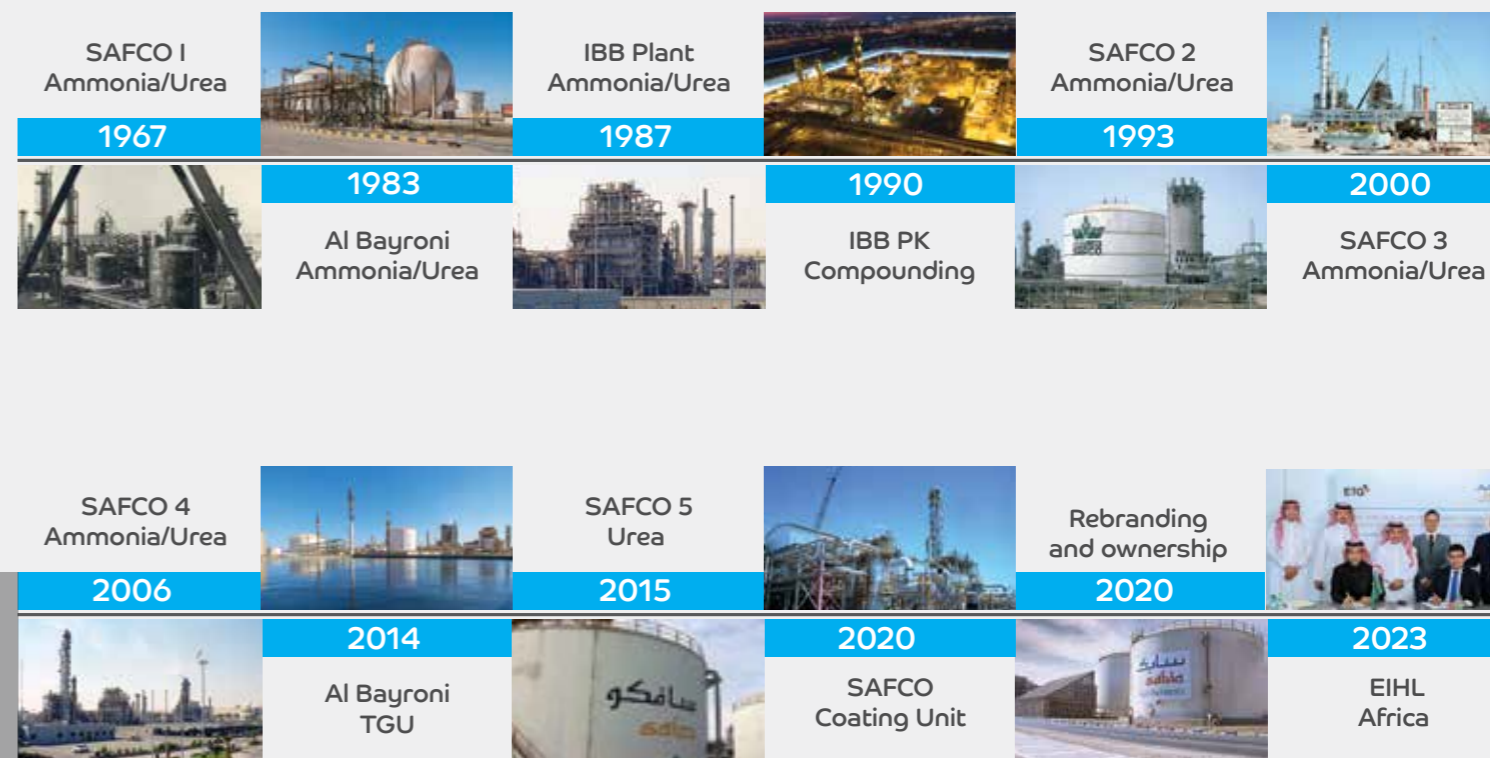 SAFCO I
Ammonia/Urea
1967
1983
Al Bayroni
Ammonia/Urea
IBB Plant
Ammonia/Urea
1987
1990
IBB PK
Compounding
SAFCO 2
Ammonia/Urea
1993
2000
SAFCO 3
Ammonia/Urea
SAFCO 4
Ammonia/Urea
2006
2014
Al Bayroni
TGU
SAFCO 5
Urea
2015
سافكو
2020
SAFCO
Coating Unit
Rebranding
and ownership
2020
سابك
sabic
ETG
2023
EIHL
Africa